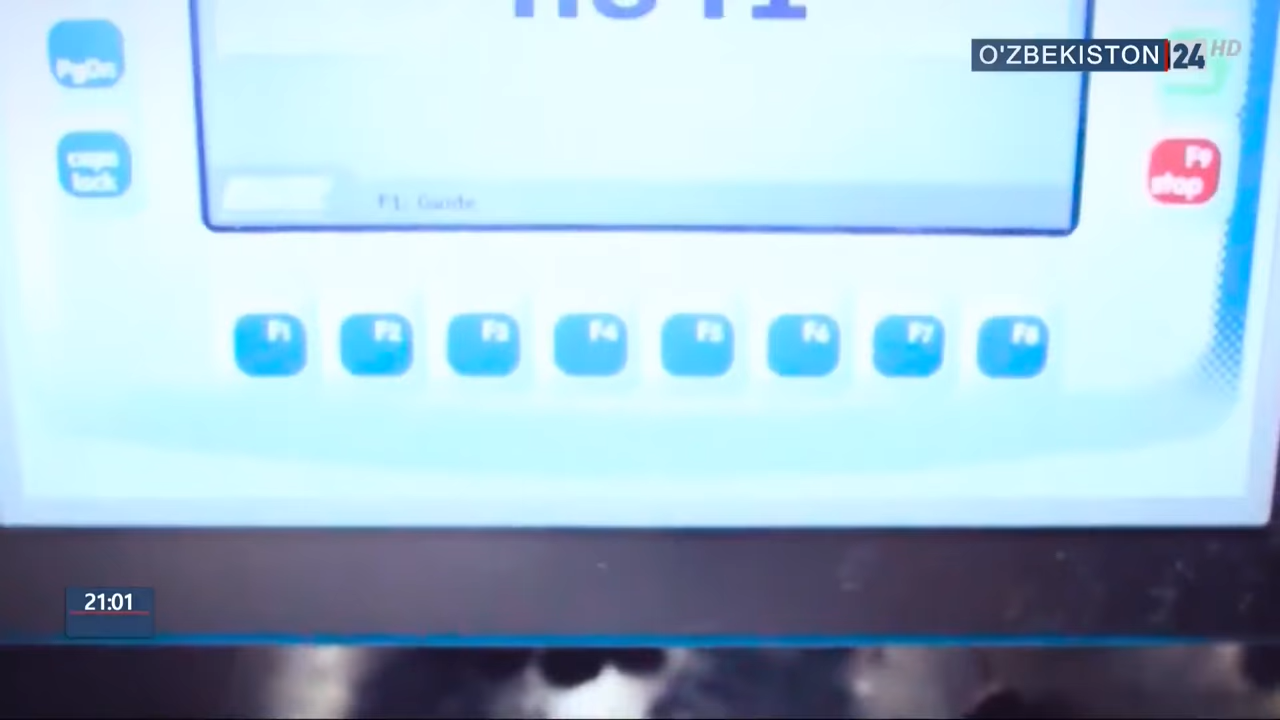 O'ZBEKISTON 24 HD
PgDn
caps
lock
F9
stop
F1: Guide
F1 F2 F3 F4 F5 F6 F7 F8
21:01